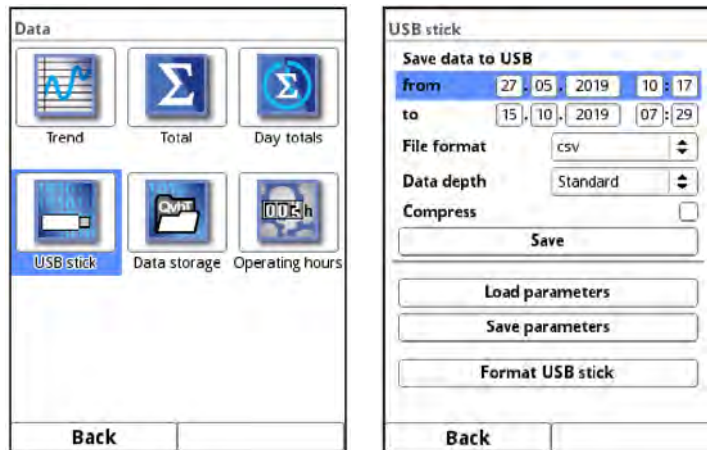 Data
Trend
Total
Day totals
QvhT
USB stick
Data storage
Operating hours
Back
USB stick
Save data to USB
from 27. 05. 2019 10:17
to 15. 10. 2019 07:29
File format csv
Data depth Standard
Compress
Save
Load parameters
Save parameters
Format USB stick
Back